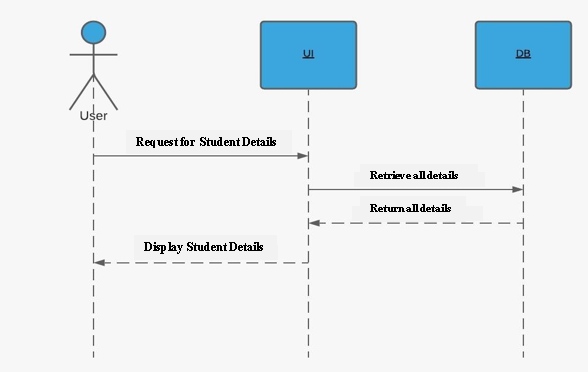 UI
DB
User
Request for Student Details
Retrieve all details
Return all details
Display Student Details